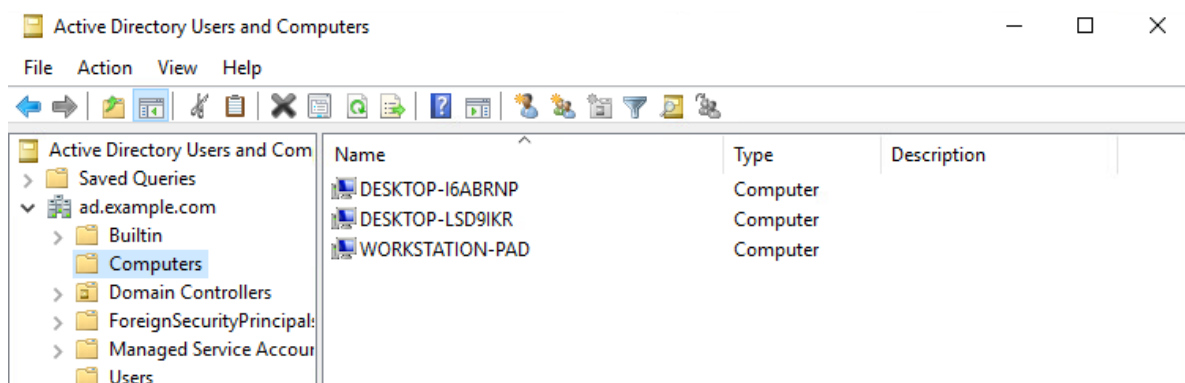 Active Directory Users and Computers
File Action View Help
Active Directory Users and Com
Saved Queries
ad.example.com
Builtin
Computers
Domain Controllers
ForeignSecurityPrincipals
Managed Service Accour
Users
Name Type Description
DESKTOP-I6ABRNP Computer
DESKTOP-LSD9IKR Computer
WORKSTATION-PAD Computer